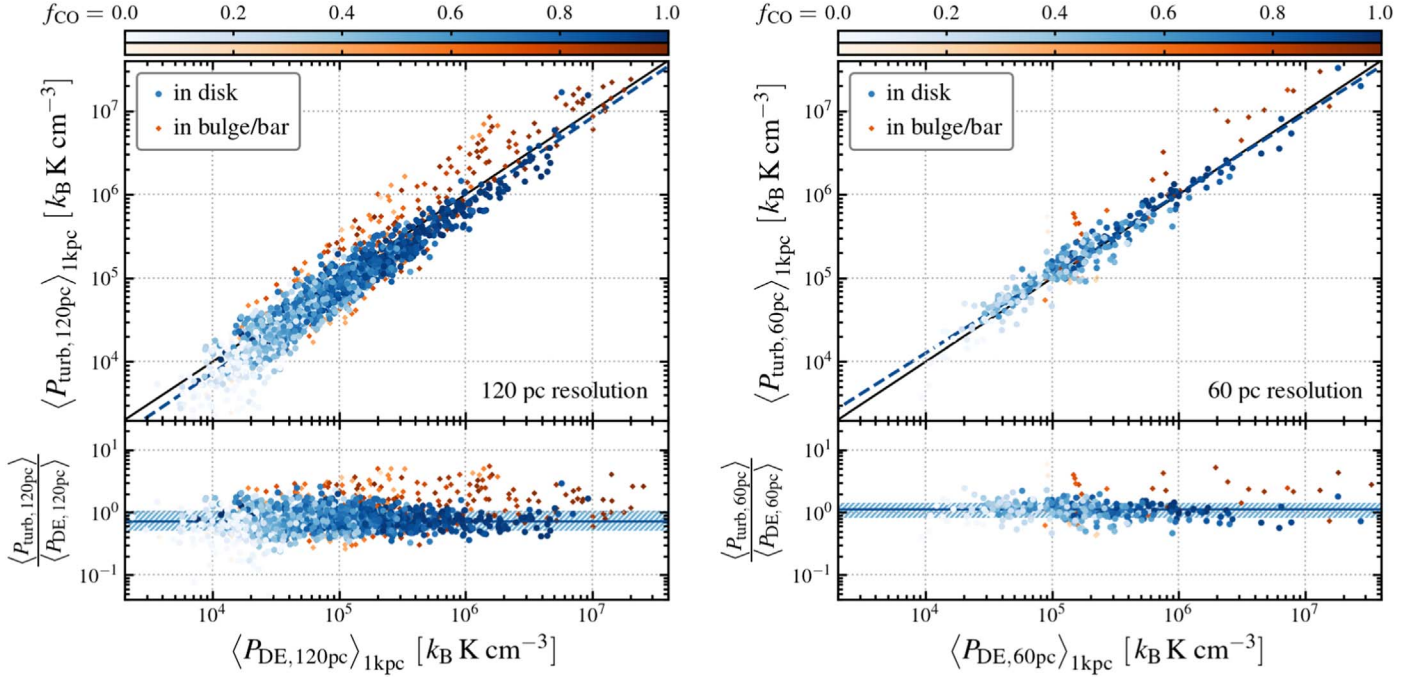 f_CO = 0.0 0.2 0.4 0.6 0.8 1.0
in disk
in bulge/bar
⟨P_turb, 120pc⟩_1kpc [k_B K cm^−3]
10^7
10^6
10^5
10^4
120 pc resolution
⟨P_turb, 120pc⟩
⟨P_DE, 120pc⟩
10^1
10^0
10^−1
10^4 10^5 10^6 10^7
⟨P_DE, 120pc⟩_1kpc [k_B K cm^−3]
f_CO = 0.0 0.2 0.4 0.6 0.8 1.0
in disk
in bulge/bar
⟨P_turb, 60pc⟩_1kpc [k_B K cm^−3]
10^7
10^6
10^5
10^4
60 pc resolution
⟨P_turb, 60pc⟩
⟨P_DE, 60pc⟩
10^1
10^0
10^−1
10^4 10^5 10^6 10^7
⟨P_DE, 60pc⟩_1kpc [k_B K cm^−3]